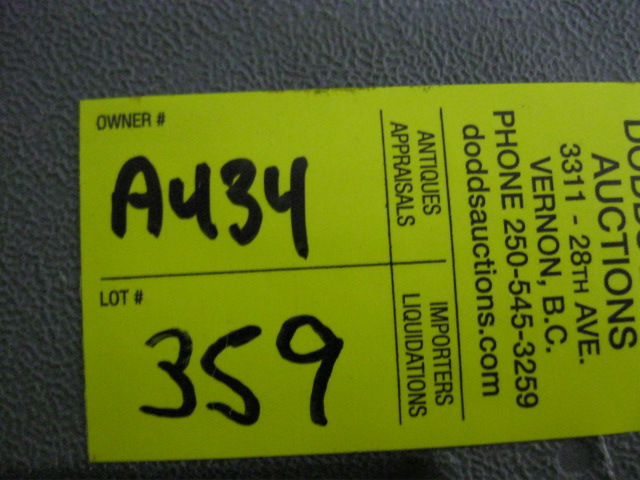 OWNER #
A434
LOT #
359
ANTIQUES
APPRAISALS
IMPORTERS
LIQUIDATIONS
DODDS
AUCTIONS
3311 - 28TH AVE.
VERNON, B.C.
PHONE 250-545-3259
doddsauctions.com